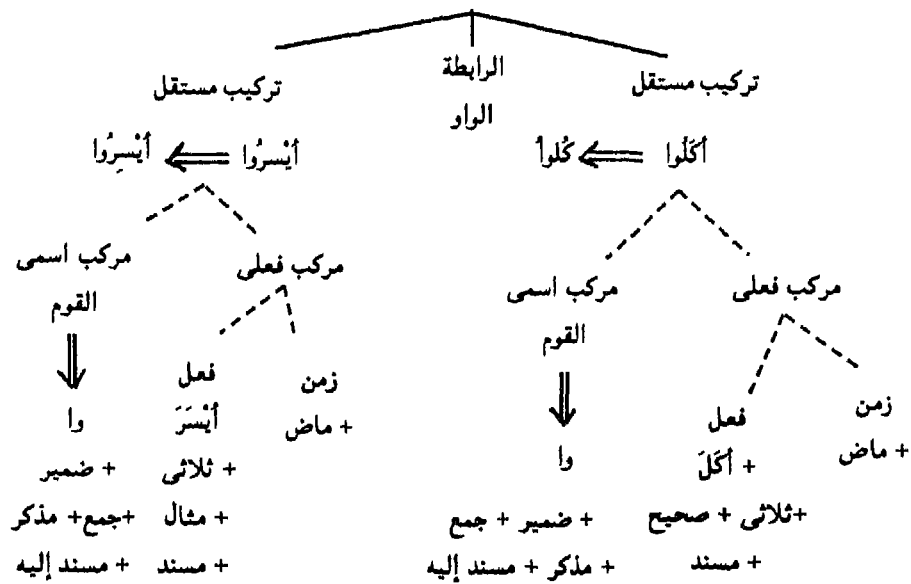 تركيب مستقل
الرابطة
تركيب مستقل
الواو
أكَلُوا ⇐ كُلواْ
أيْسرُوا ⇐ أيْسِرُوا
مركب فعلى
مركب اسمى
مركب فعلى
مركب اسمى
القوم
القوم
زمن
+ ماض
فعل
أكَلَ +
+ثلاثى + صحيح
+ مسند
وا
+ ضمير + جمع
+ مذكر + مسند إليه
زمن
+ ماض
فعل
أيْسَرَ
+ ثلاثى
+ مثال
+ مسند
وا
+ ضمير
+جمع+ مذكر
+ مسند إليه